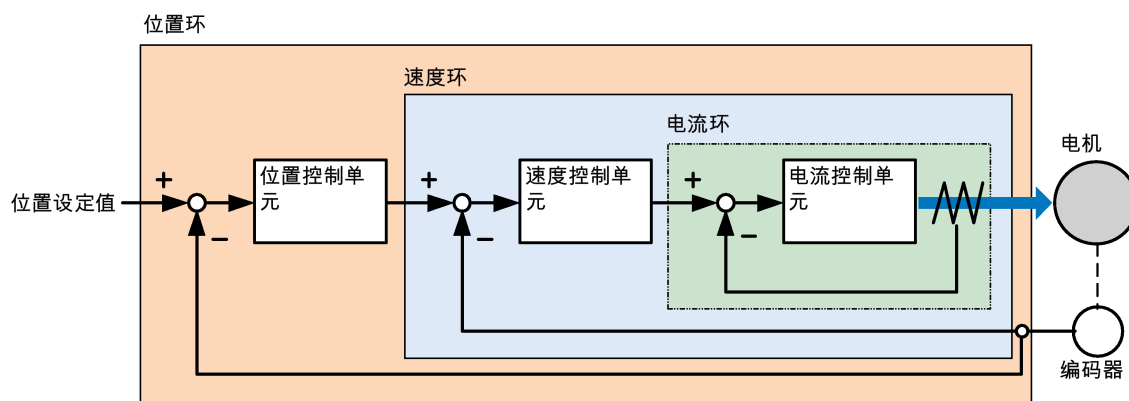 位置环
速度环
电流环
电机
位置设定值
+
位置控制单
元
+
速度控制单
元
+
电流控制单
元
−
−
−
编码器